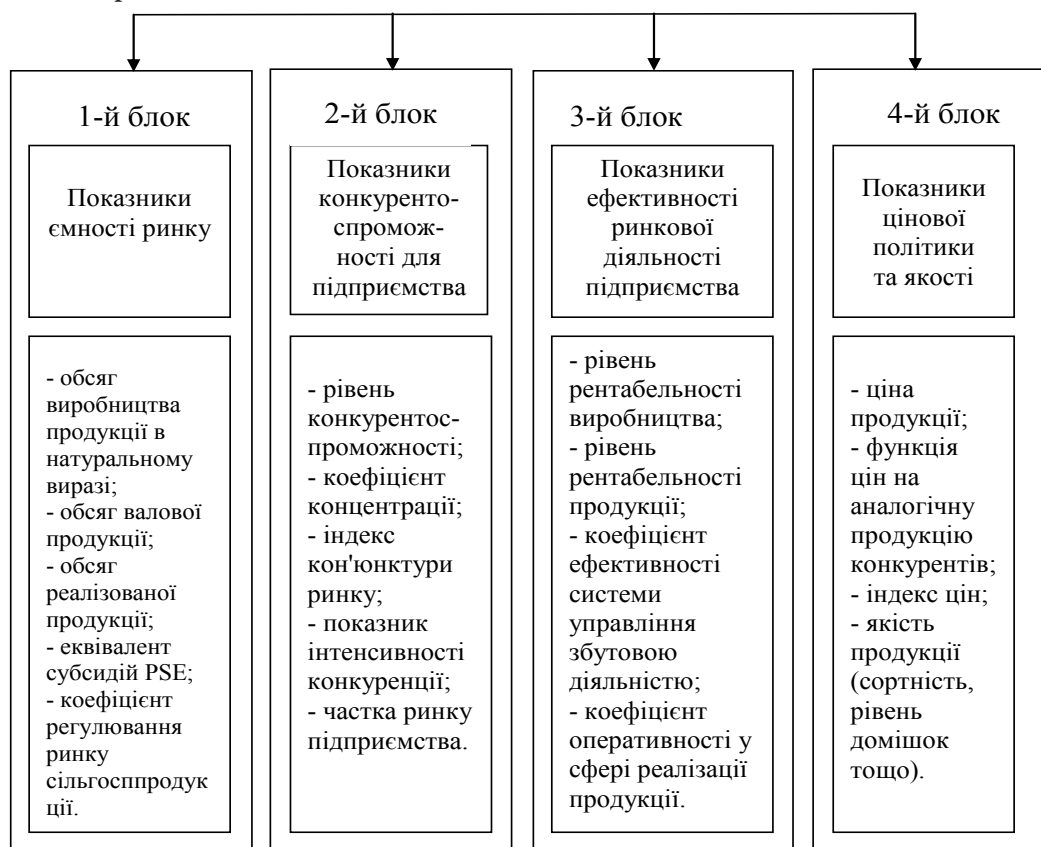 1-й блок
Показники
ємності ринку
- обсяг
виробництва
продукції в
натуральному
виразі;
- обсяг валової
продукції;
- обсяг
реалізованої
продукції;
- еквівалент
субсидій PSE;
- коефіцієнт
регулювання
ринку
сільгосппродук
ції.
2-й блок
Показники
конкуренто-
спромож-
ності для
підприємства
- рівень
конкурентос-
проможності;
- коефіцієнт
концентрації;
- індекс
кон'юнктури
ринку;
- показник
інтенсивності
конкуренції;
- частка ринку
підприємства.
3-й блок
Показники
ефективності
ринкової
діяльності
підприємства
- рівень
рентабельності
виробництва;
- рівень
рентабельності
продукції;
- коефіцієнт
ефективності
системи
управління
збутовою
діяльністю;
- коефіцієнт
оперативності у
сфері реалізації
продукції.
4-й блок
Показники
цінової
політики
та якості
- ціна
продукції;
- функція
цін на
аналогічну
продукцію
конкурентів;
- індекс цін;
- якість
продукції
(сортність,
рівень
домішок
тощо).